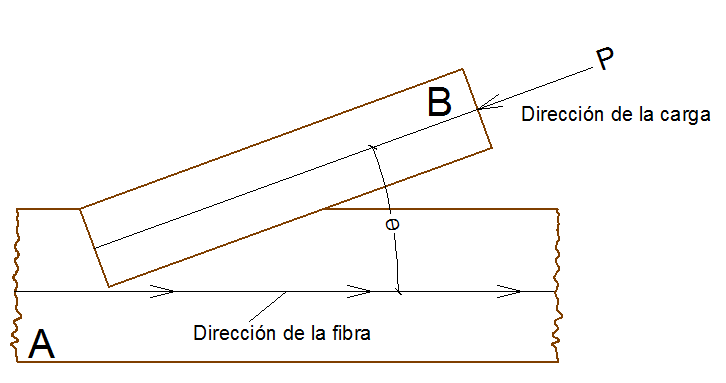 P
B
Dirección de la carga
θ
Dirección de la fibra
A